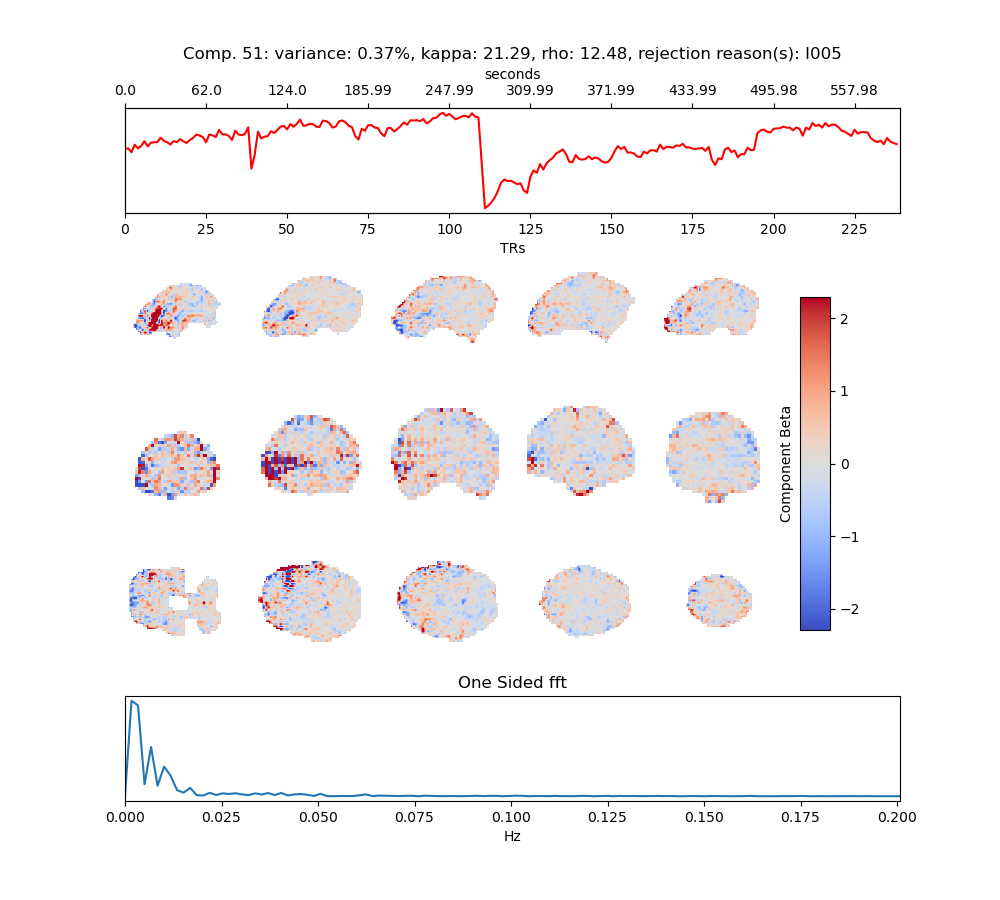 Comp. 51: variance: 0.37%, kappa: 21.29, rho: 12.48, rejection reason(s): I005
seconds
0.0 62.0 124.0 185.99 247.99 309.99 371.99 433.99 495.98 557.98
0 25 50 75 100 125 150 175 200 225
TRs
2
1
0
−1
−2
Component Beta
One Sided fft
0.000 0.025 0.050 0.075 0.100 0.125 0.150 0.175 0.200
Hz